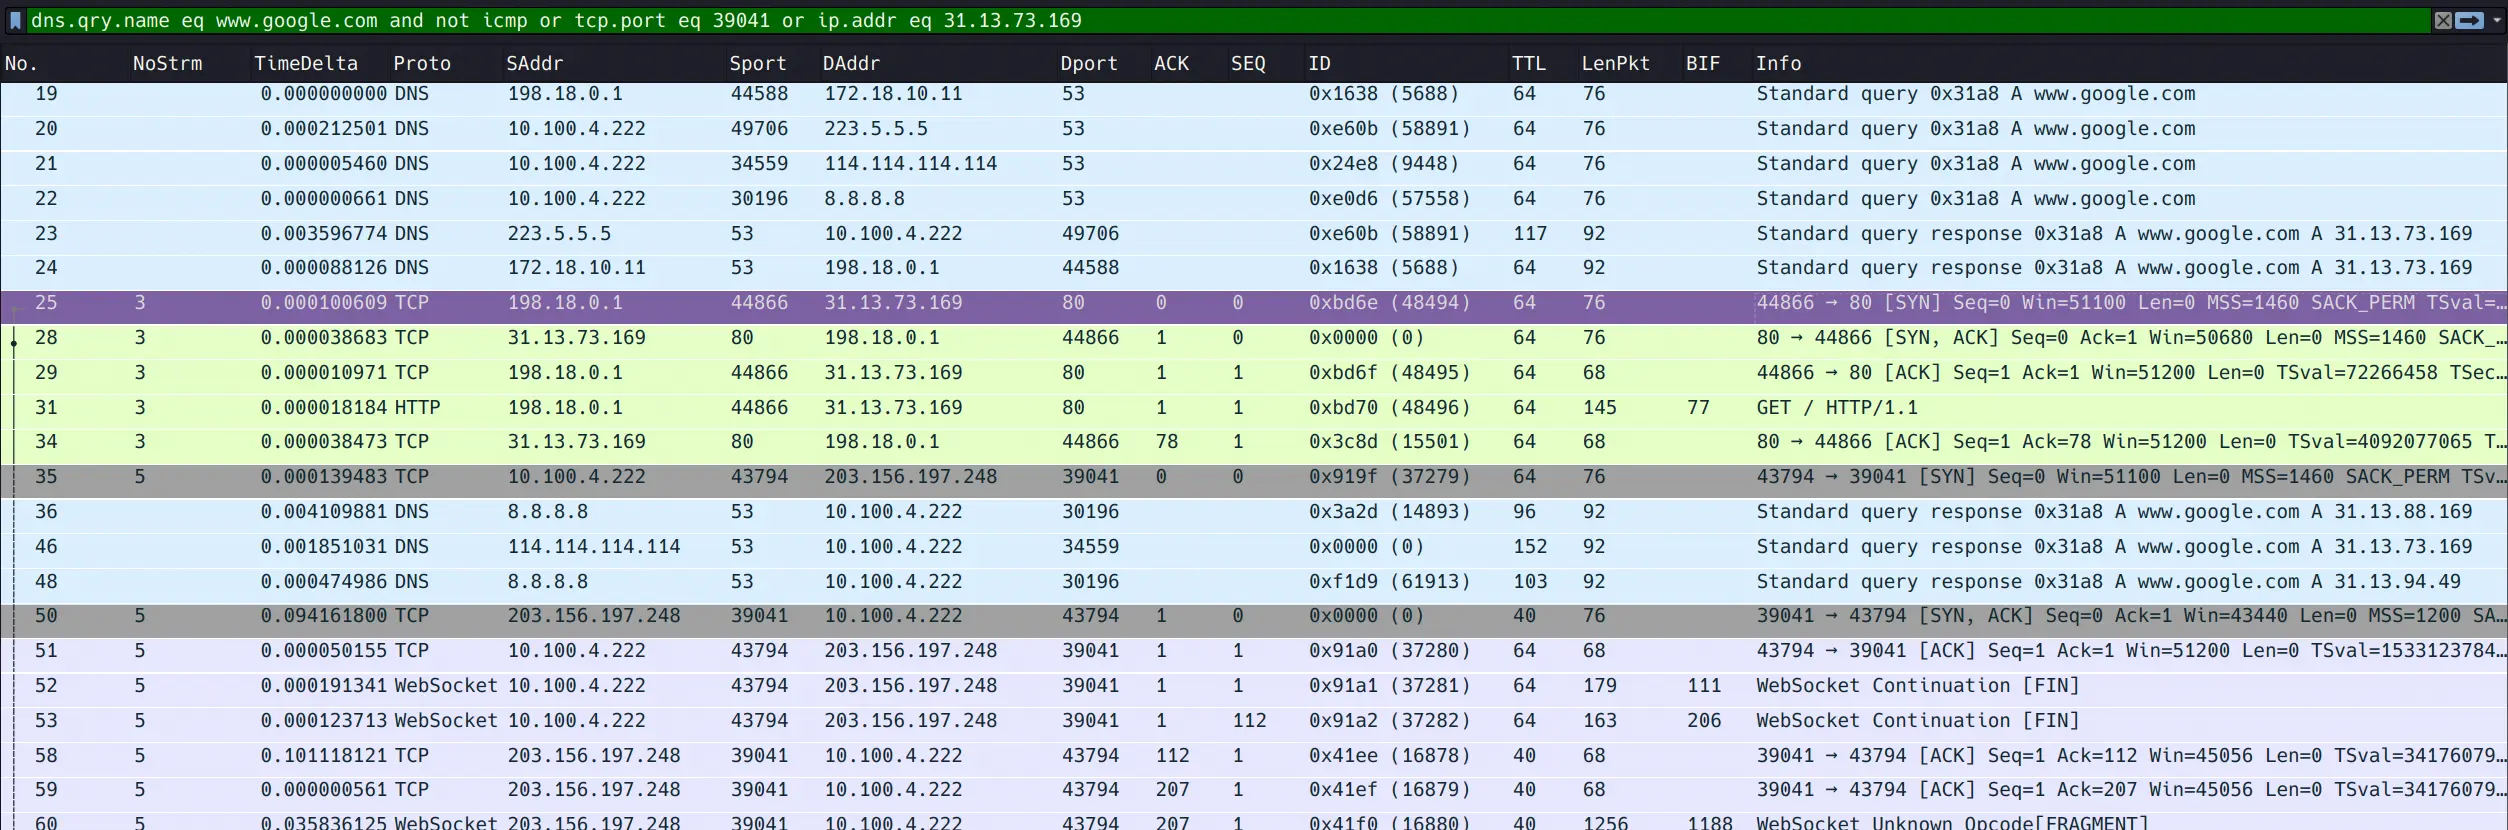 dns.qry.name eq www.google.com and not icmp or tcp.port eq 39041 or ip.addr eq 31.13.73.169
No. NoStrm TimeDelta Proto SAddr Sport DAddr Dport ACK SEQ ID TTL LenPkt BIF Info
19 0.000000000 DNS 198.18.0.1 44588 172.18.10.11 53 0x1638 (5688) 64 76 Standard query 0x31a8 A www.google.com
20 0.000212501 DNS 10.100.4.222 49706 223.5.5.5 53 0xe60b (58891) 64 76 Standard query 0x31a8 A www.google.com
21 0.000005460 DNS 10.100.4.222 34559 114.114.114.114 53 0x24e8 (9448) 64 76 Standard query 0x31a8 A www.google.com
22 0.000000661 DNS 10.100.4.222 30196 8.8.8.8 53 0xe0d6 (57558) 64 76 Standard query 0x31a8 A www.google.com
23 0.003596774 DNS 223.5.5.5 53 10.100.4.222 49706 0xe60b (58891) 117 92 Standard query response 0x31a8 A www.google.com A 31.13.73.169
24 0.000088126 DNS 172.18.10.11 53 198.18.0.1 44588 0x1638 (5688) 64 92 Standard query response 0x31a8 A www.google.com A 31.13.73.169
25 3 0.000100609 TCP 198.18.0.1 44866 31.13.73.169 80 0 0 0xbd6e (48494) 64 76 44866 → 80 [SYN] Seq=0 Win=51100 Len=0 MSS=1460 SACK_PERM TSval=…
28 3 0.000038683 TCP 31.13.73.169 80 198.18.0.1 44866 1 0 0x0000 (0) 64 76 80 → 44866 [SYN, ACK] Seq=0 Ack=1 Win=50680 Len=0 MSS=1460 SACK_…
29 3 0.000010971 TCP 198.18.0.1 44866 31.13.73.169 80 1 1 0xbd6f (48495) 64 68 44866 → 80 [ACK] Seq=1 Ack=1 Win=51200 Len=0 TSval=72266458 TSec…
31 3 0.000018184 HTTP 198.18.0.1 44866 31.13.73.169 80 1 1 0xbd70 (48496) 64 145 77 GET / HTTP/1.1
34 3 0.000038473 TCP 31.13.73.169 80 198.18.0.1 44866 78 1 0x3c8d (15501) 64 68 80 → 44866 [ACK] Seq=1 Ack=78 Win=51200 Len=0 TSval=4092077065 T…
35 5 0.000139483 TCP 10.100.4.222 43794 203.156.197.248 39041 0 0 0x919f (37279) 64 76 43794 → 39041 [SYN] Seq=0 Win=51100 Len=0 MSS=1460 SACK_PERM TSv…
36 0.004109881 DNS 8.8.8.8 53 10.100.4.222 30196 0x3a2d (14893) 96 92 Standard query response 0x31a8 A www.google.com A 31.13.88.169
46 0.001851031 DNS 114.114.114.114 53 10.100.4.222 34559 0x0000 (0) 152 92 Standard query response 0x31a8 A www.google.com A 31.13.73.169
48 0.000474986 DNS 8.8.8.8 53 10.100.4.222 30196 0xf1d9 (61913) 103 92 Standard query response 0x31a8 A www.google.com A 31.13.94.49
50 5 0.094161800 TCP 203.156.197.248 39041 10.100.4.222 43794 1 0 0x0000 (0) 40 76 39041 → 43794 [SYN, ACK] Seq=0 Ack=1 Win=43440 Len=0 MSS=1200 SA…
51 5 0.000050155 TCP 10.100.4.222 43794 203.156.197.248 39041 1 1 0x91a0 (37280) 64 68 43794 → 39041 [ACK] Seq=1 Ack=1 Win=51200 Len=0 TSval=1533123784…
52 5 0.000191341 WebSocket 10.100.4.222 43794 203.156.197.248 39041 1 1 0x91a1 (37281) 64 179 111 WebSocket Continuation [FIN]
53 5 0.000123713 WebSocket 10.100.4.222 43794 203.156.197.248 39041 1 112 0x91a2 (37282) 64 163 206 WebSocket Continuation [FIN]
58 5 0.101118121 TCP 203.156.197.248 39041 10.100.4.222 43794 112 1 0x41ee (16878) 40 68 39041 → 43794 [ACK] Seq=1 Ack=112 Win=45056 Len=0 TSval=34176079…
59 5 0.000000561 TCP 203.156.197.248 39041 10.100.4.222 43794 207 1 0x41ef (16879) 40 68 39041 → 43794 [ACK] Seq=1 Ack=207 Win=45056 Len=0 TSval=34176079…
60 5 0.035836125 WebSocket 203.156.197.248 39041 10.100.4.222 43794 207 1 0x41f0 (16880) 40 1256 1188 WebSocket Unknown Opcode[FRAGMENT]